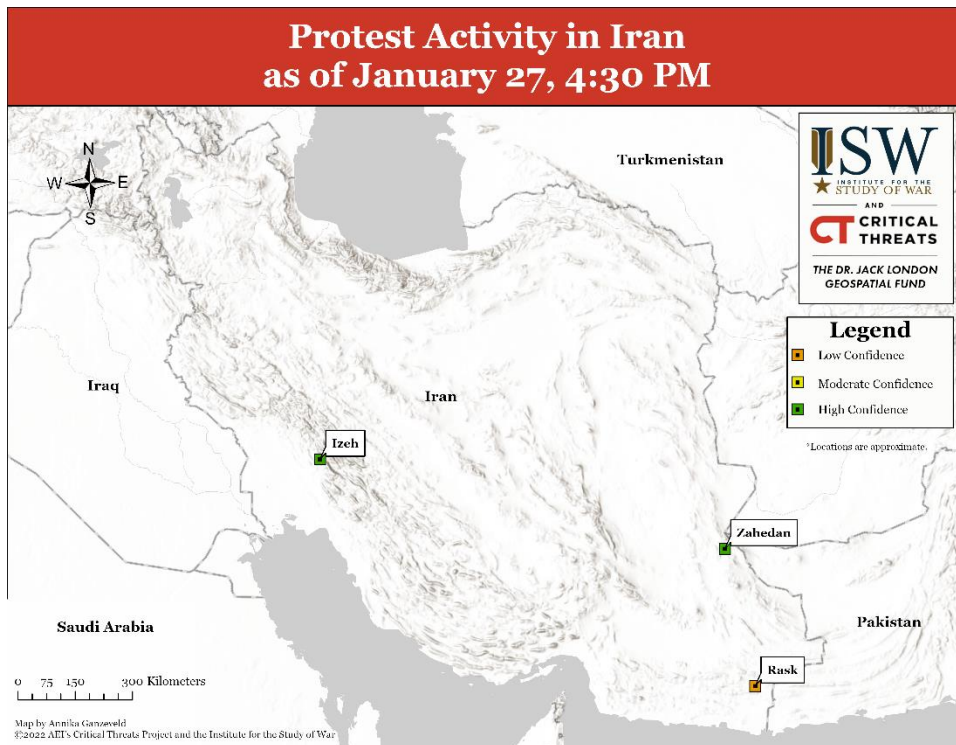 Protest Activity in Iran
as of January 27, 4:30 PM
N
W E
S
Turkmenistan
ISW
INSTITUTE FOR THE
STUDY OF WAR
AND
CT CRITICAL
THREATS
THE DR. JACK LONDON
GEOSPATIAL FUND
Legend
Low Confidence
Moderate Confidence
High Confidence
*Locations are approximate.
Iraq
Iran
Izeh
Zahedan
Saudi Arabia
Pakistan
Rask
0 75 150 300 Kilometers
Map by Annika Ganzeveld
©2022 AEI's Critical Threats Project and the Institute for the Study of War